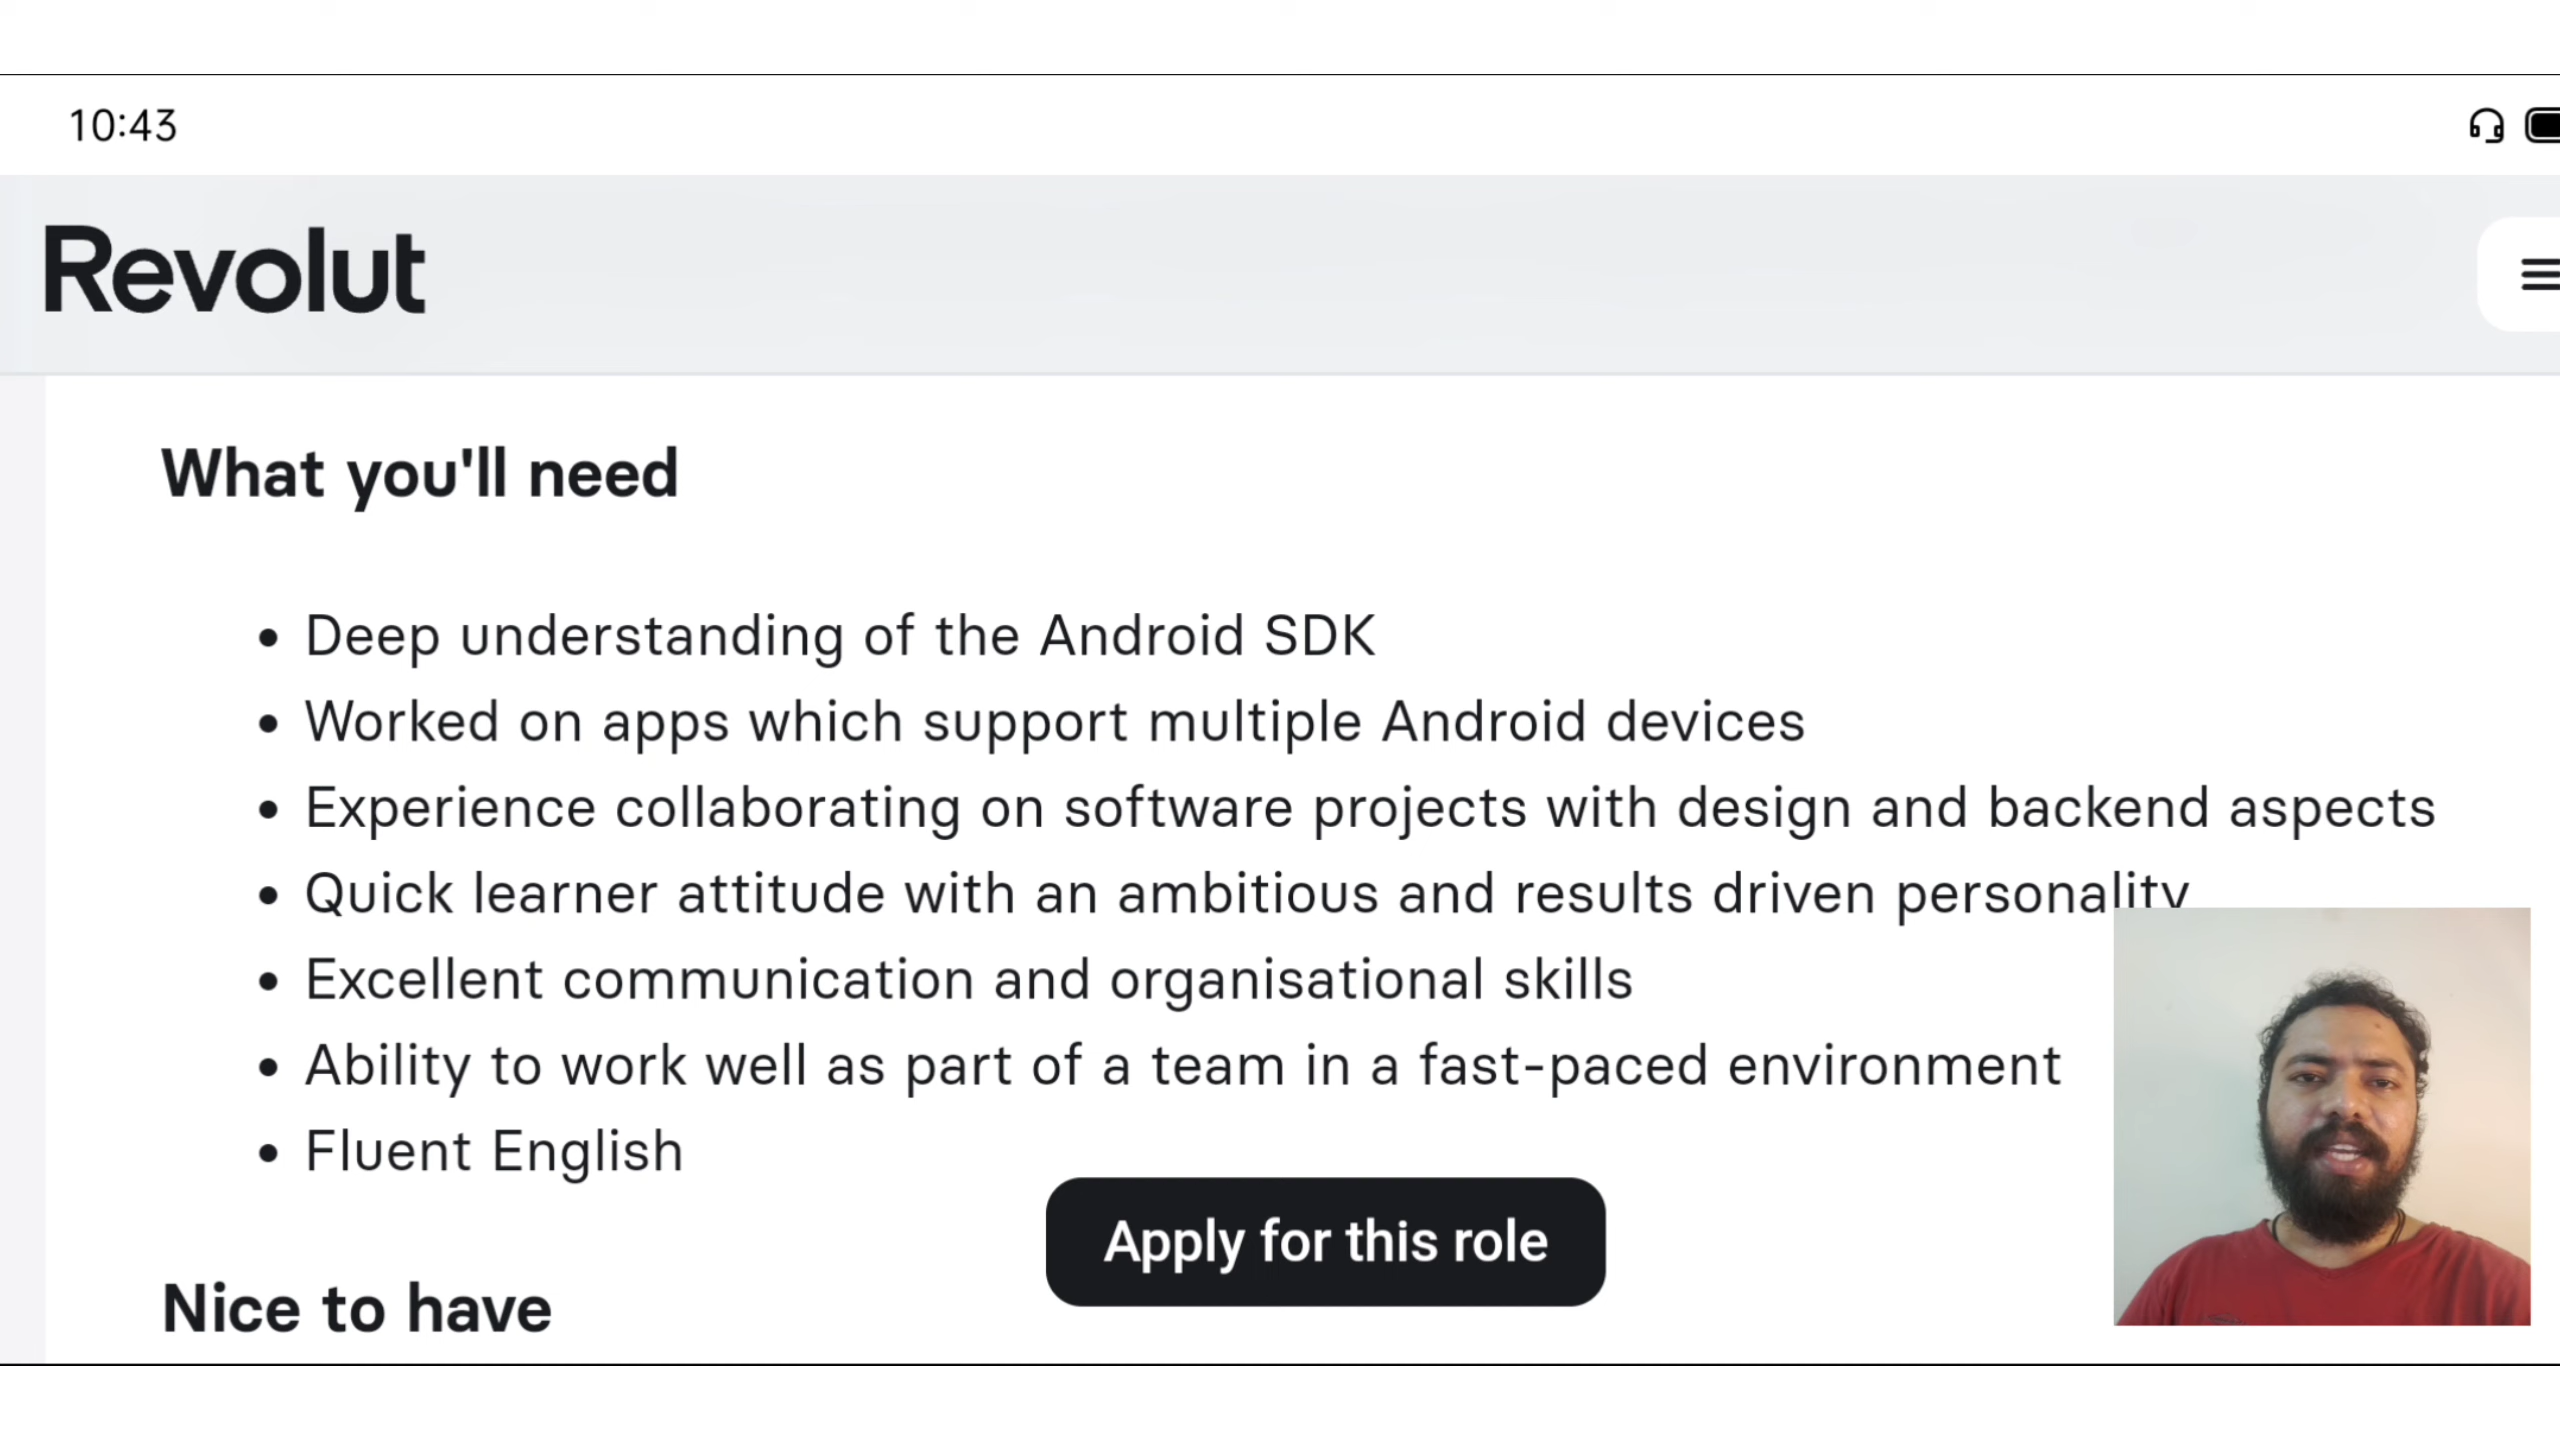 10:43
Revolut
What you'll need
Deep understanding of the Android SDK
Worked on apps which support multiple Android devices
Experience collaborating on software projects with design and backend aspects
Quick learner attitude with an ambitious and results driven personality
Excellent communication and organisational skills
Ability to work well as part of a team in a fast-paced environment
Fluent English
Apply for this role
Nice to have